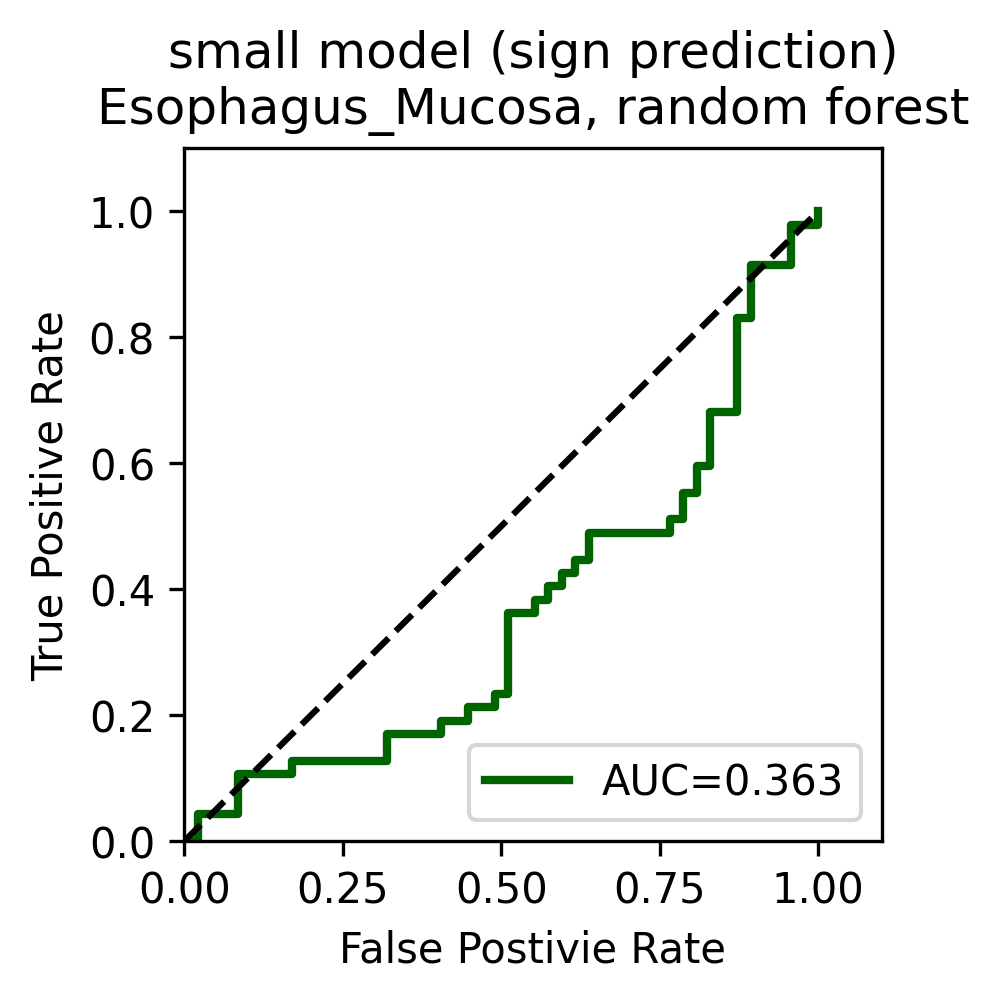 small model (sign prediction)
Esophagus_Mucosa, random forest
1.0
0.8
0.6
0.4
0.2
0.0
True Positive Rate
AUC=0.363
0.00 0.25 0.50 0.75 1.00
False Postivie Rate